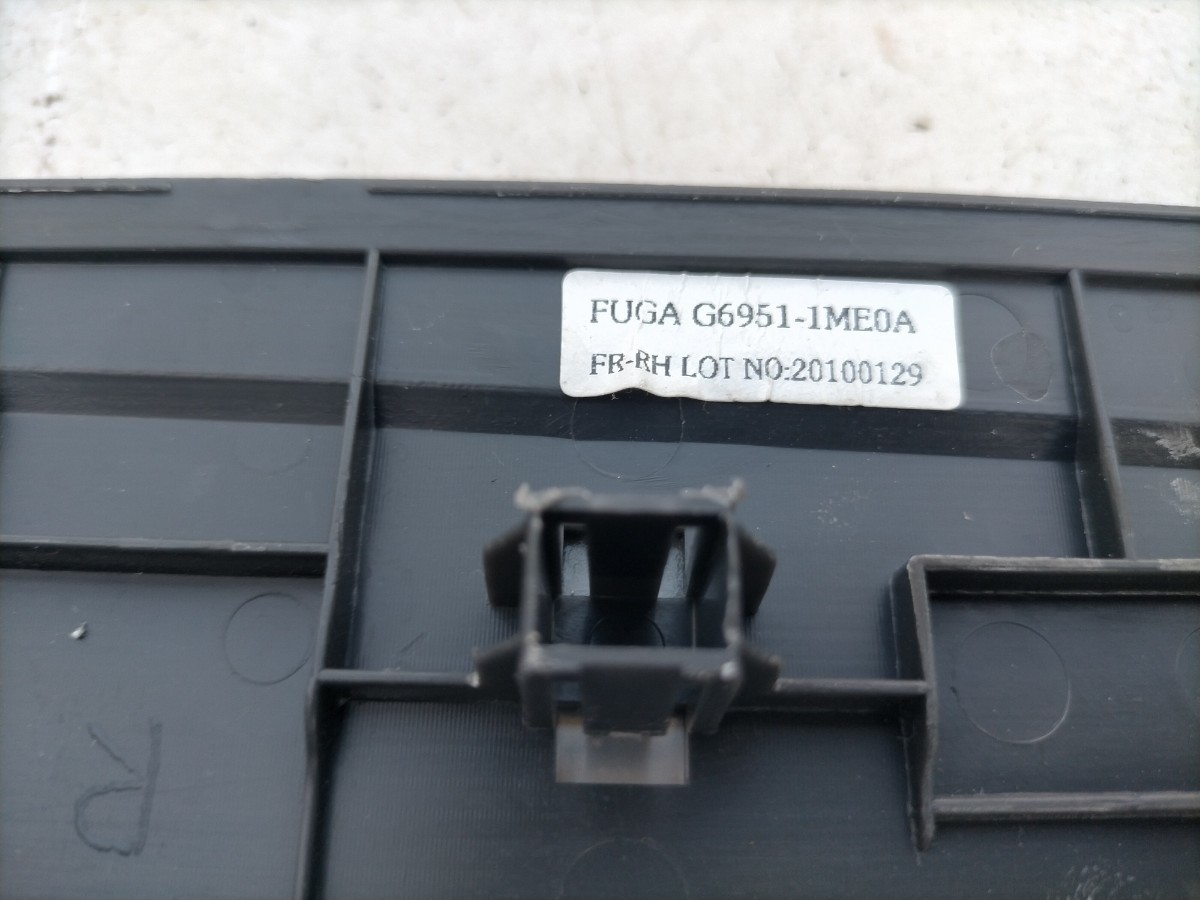 FUGA G6951-1ME0A
FR-RH LOT NO:20100129
R